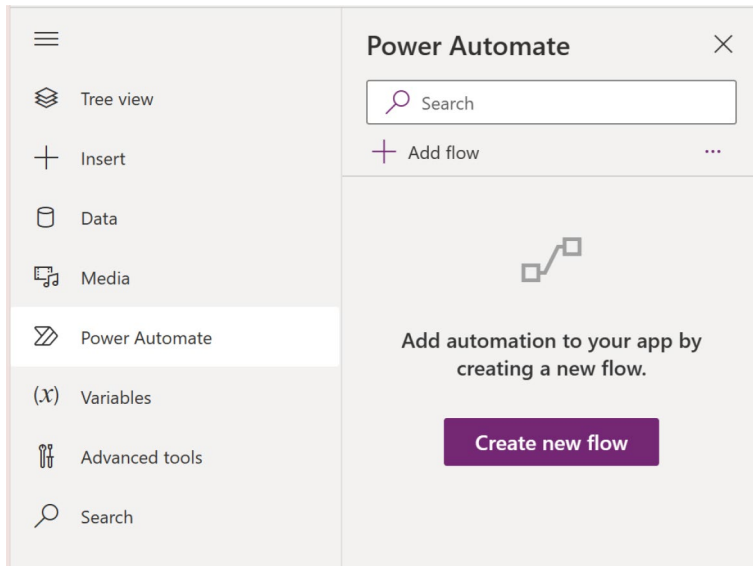 Tree view
Insert
Data
Media
Power Automate
(x) Variables
Advanced tools
Search
Power Automate
Search
Add flow
Add automation to your app by
creating a new flow.
Create new flow